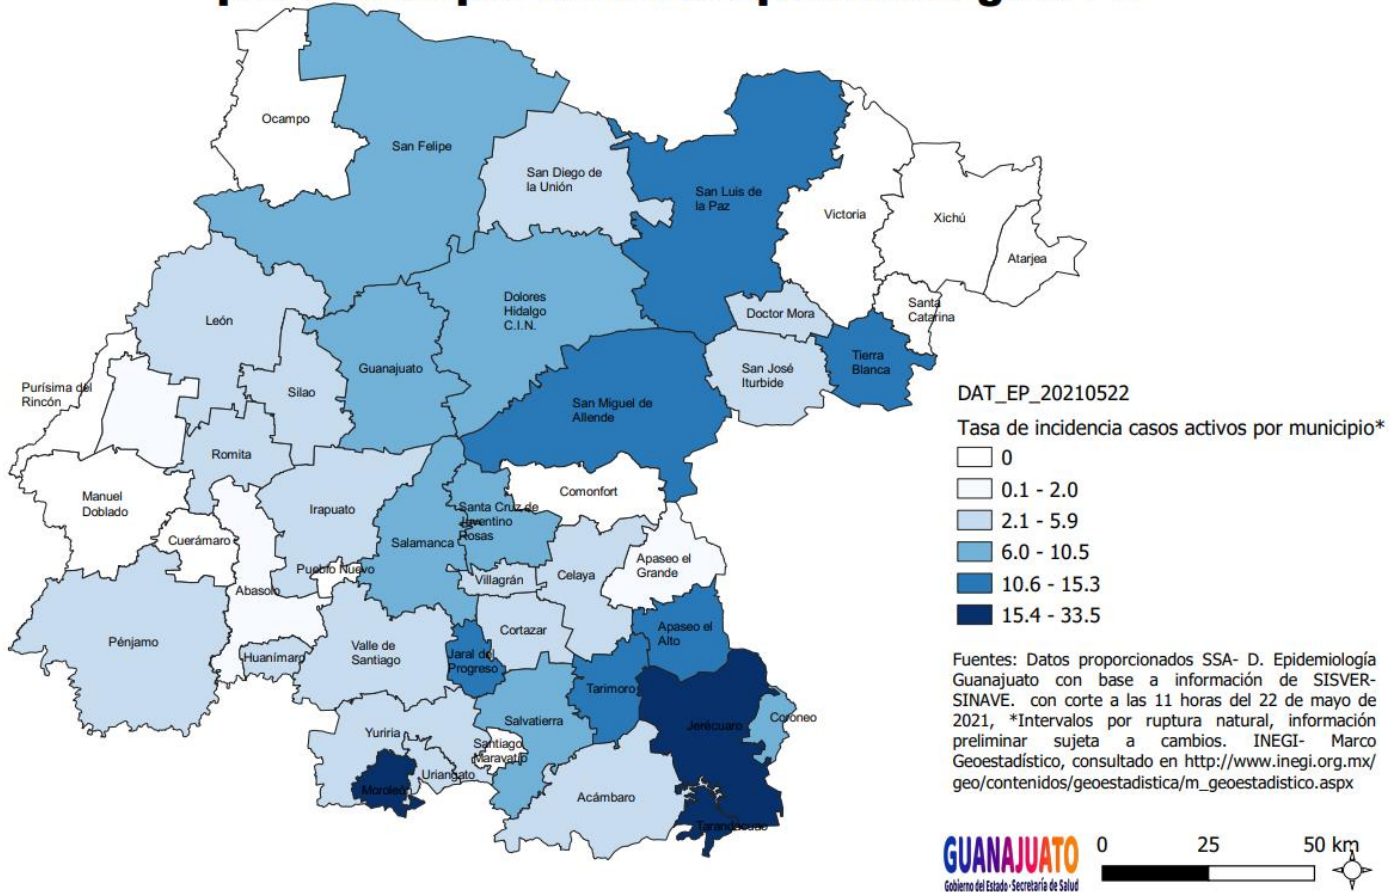 Ocampo
San Felipe
San Diego de
la Unión
San Luis de
la Paz
Victoria
Xichú
Atarjea
Santa
Catarina
Dolores
Hidalgo
C.I.N.
Doctor Mora
León
Guanajuato
Silao
San José
Iturbide
Tierra
Blanca
Purísima del
Rincón
San Miguel de
Allende
Romita
Manuel
Doblado
Irapuato
Comonfort
Santa Cruz de
Juventino
Rosas
Cuerámaro
Salamanca
Pueblo Nuevo
Villagrán
Celaya
Apaseo el
Grande
Abasolo
Pénjamo
Huanímaro
Valle de
Santiago
Cortazar
Jaral del
Progreso
Apaseo el
Alto
Tarimoro
Salvatierra
Jerécuaro
Coroneo
Yuriria
Santiago
Maravatío
Uriangato
Moroleón
Acámbaro
Tarandacuao
DAT_EP_20210522
Tasa de incidencia casos activos por municipio*
0
0.1 - 2.0
2.1 - 5.9
6.0 - 10.5
10.6 - 15.3
15.4 - 33.5
Fuentes: Datos proporcionados SSA- D. Epidemiología
Guanajuato con base a información de SISVER-
SINAVE. con corte a las 11 horas del 22 de mayo de
2021, *Intervalos por ruptura natural, información
preliminar sujeta a cambios. INEGI- Marco
Geoestadístico, consultado en http://www.inegi.org.mx/
geo/contenidos/geoestadistica/m_geoestadistico.aspx
GUANAJUATO
Gobierno del Estado · Secretaría de Salud
0 25 50 km